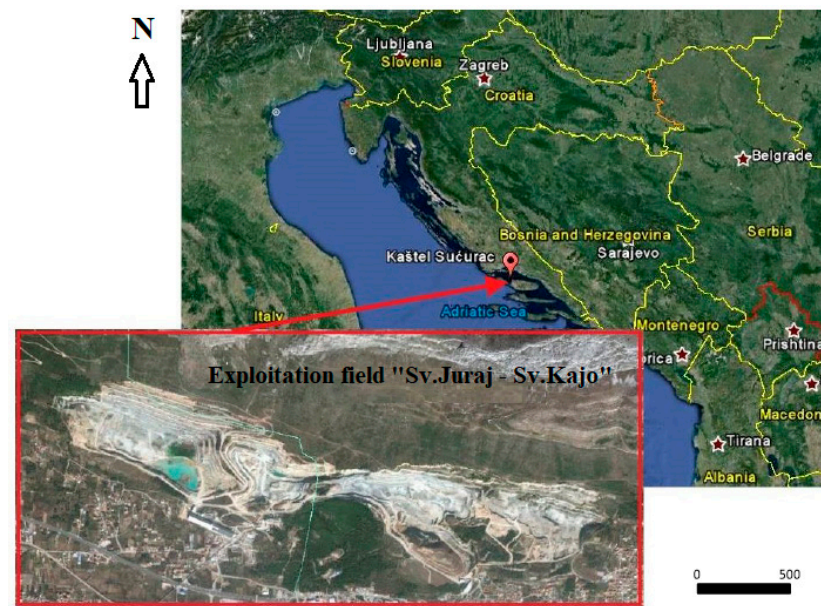 N
Ljubljana
Slovenia
Zagreb
Croatia
Belgrade
Bosnia and Herzegovina
Serbia
Kaštel Sućurac
Sarajevo
Italy
Adriatic Sea
Montenegro
Prishtina
orica
Exploitation field "Sv.Juraj - Sv.Kajo"
Macedon
Tirana
Albania
0 500